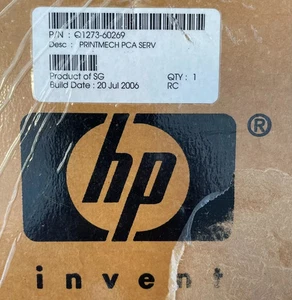 P/N : Q1273-60269
Desc : PRINTMECH PCA SERV
Product of SG QTY : 1
Build Date : 20 Jul 2006 RC
hp ®
invent